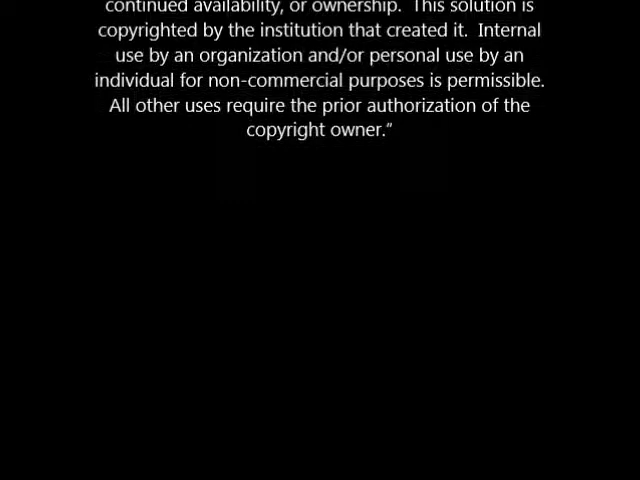 continued availability, or ownership.  This solution is
copyrighted by the institution that created it.  Internal
use by an organization and/or personal use by an
individual for non-commercial purposes is permissible.
All other uses require the prior authorization of the
copyright owner.”